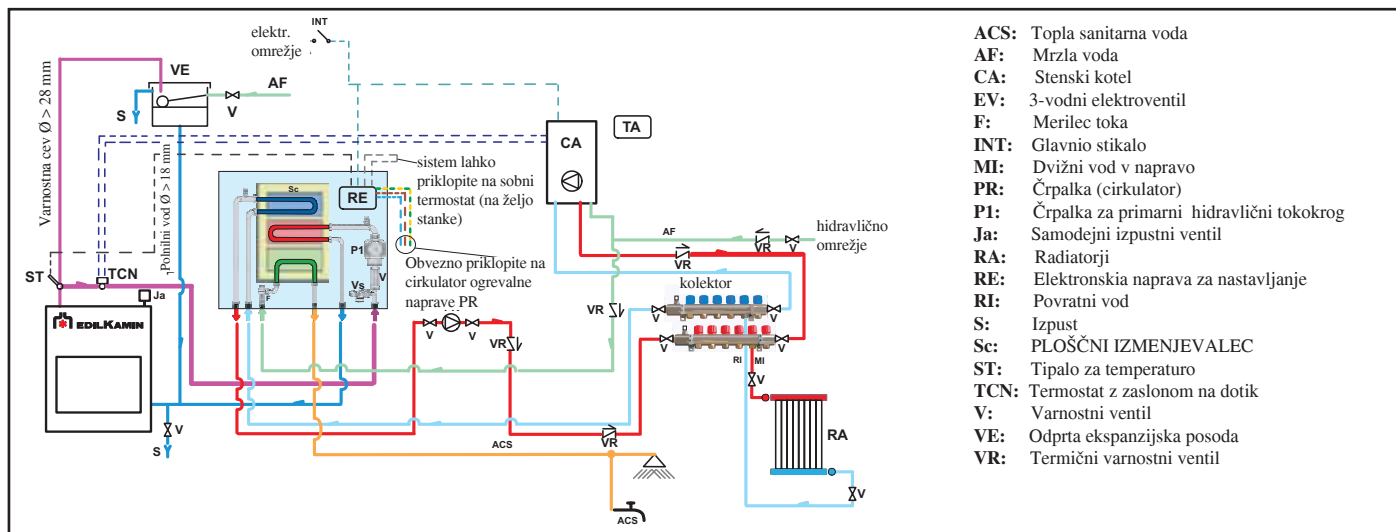 INT
elektr.
omrežje
VE
AF
S
V
Varnostna cev Ø > 28 mm
Polnilni vod Ø > 18 mm
CA
TA
sistem lahko
priklopite na sobni
termostat (na željo
stanke)
Sc
RE
P1
V
Vs
F
Obvezno priklopite na
cirkulator ogrevalne
naprave PR
AF
VR
V
hidravlično
omrežje
VR
kolektor
ST
TCN
Ja
EDILKAMIN
VR
V
V
V
V
VR
V
V
RI
MI
V
V
S
ACS
VR
RA
V
ACS
ACS: Topla sanitarna voda
AF: Mrzla voda
CA: Stenski kotel
EV: 3-vodni elektroventil
F: Merilec toka
INT: Glavnio stikalo
MI: Dvižni vod v napravo
PR: Črpalka (cirkulator)
P1: Črpalka za primarni hidravlični tokokrog
Ja: Samodejni izpustni ventil
RA: Radiatorji
RE: Elektronskia naprava za nastavljanje
RI: Povratni vod
S: Izpust
Sc: PLOŠČNI IZMENJEVALEC
ST: Tipalo za temperaturo
TCN: Termostat z zaslonom na dotik
V: Varnostni ventil
VE: Odprta ekspanzijska posoda
VR: Termični varnostni ventil